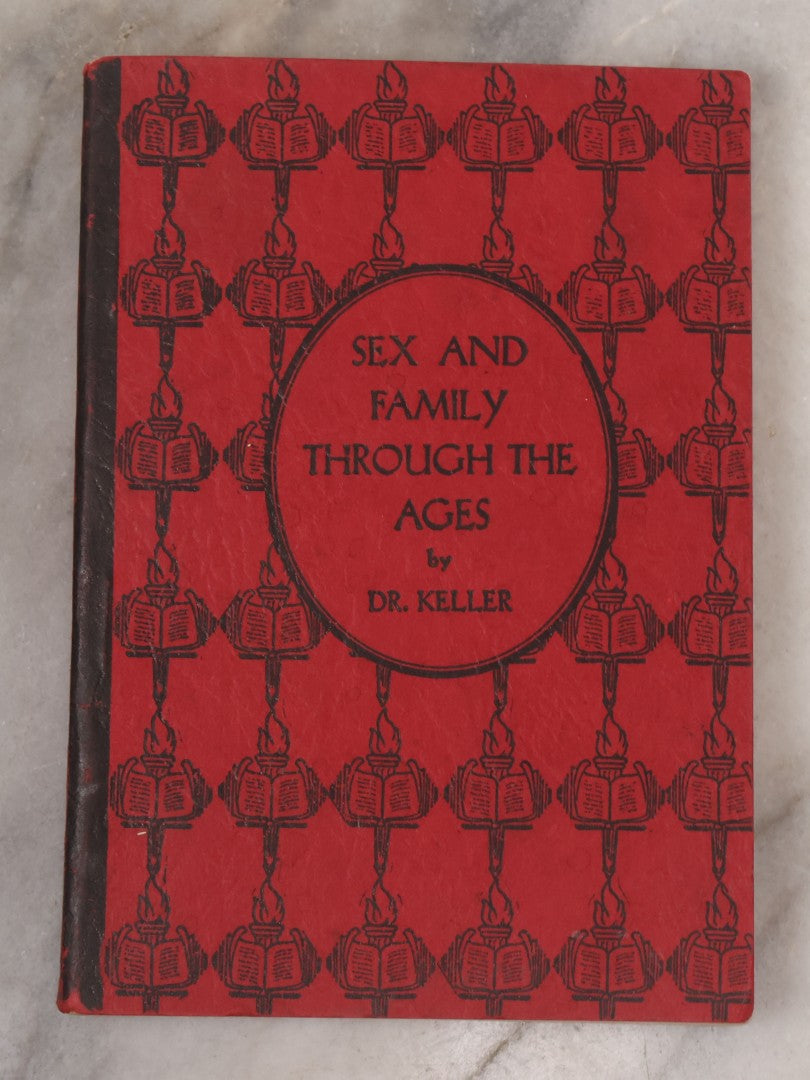 SEX AND
FAMILY
THROUGH THE
AGES
by
DR. KELLER